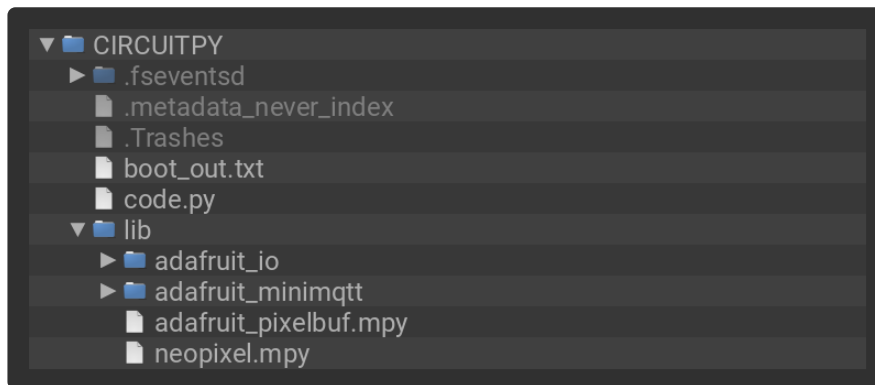 CIRCUITPY
.fseventsd
.metadata_never_index
.Trashes
boot_out.txt
code.py
lib
adafruit_io
adafruit_minimqtt
adafruit_pixelbuf.mpy
neopixel.mpy